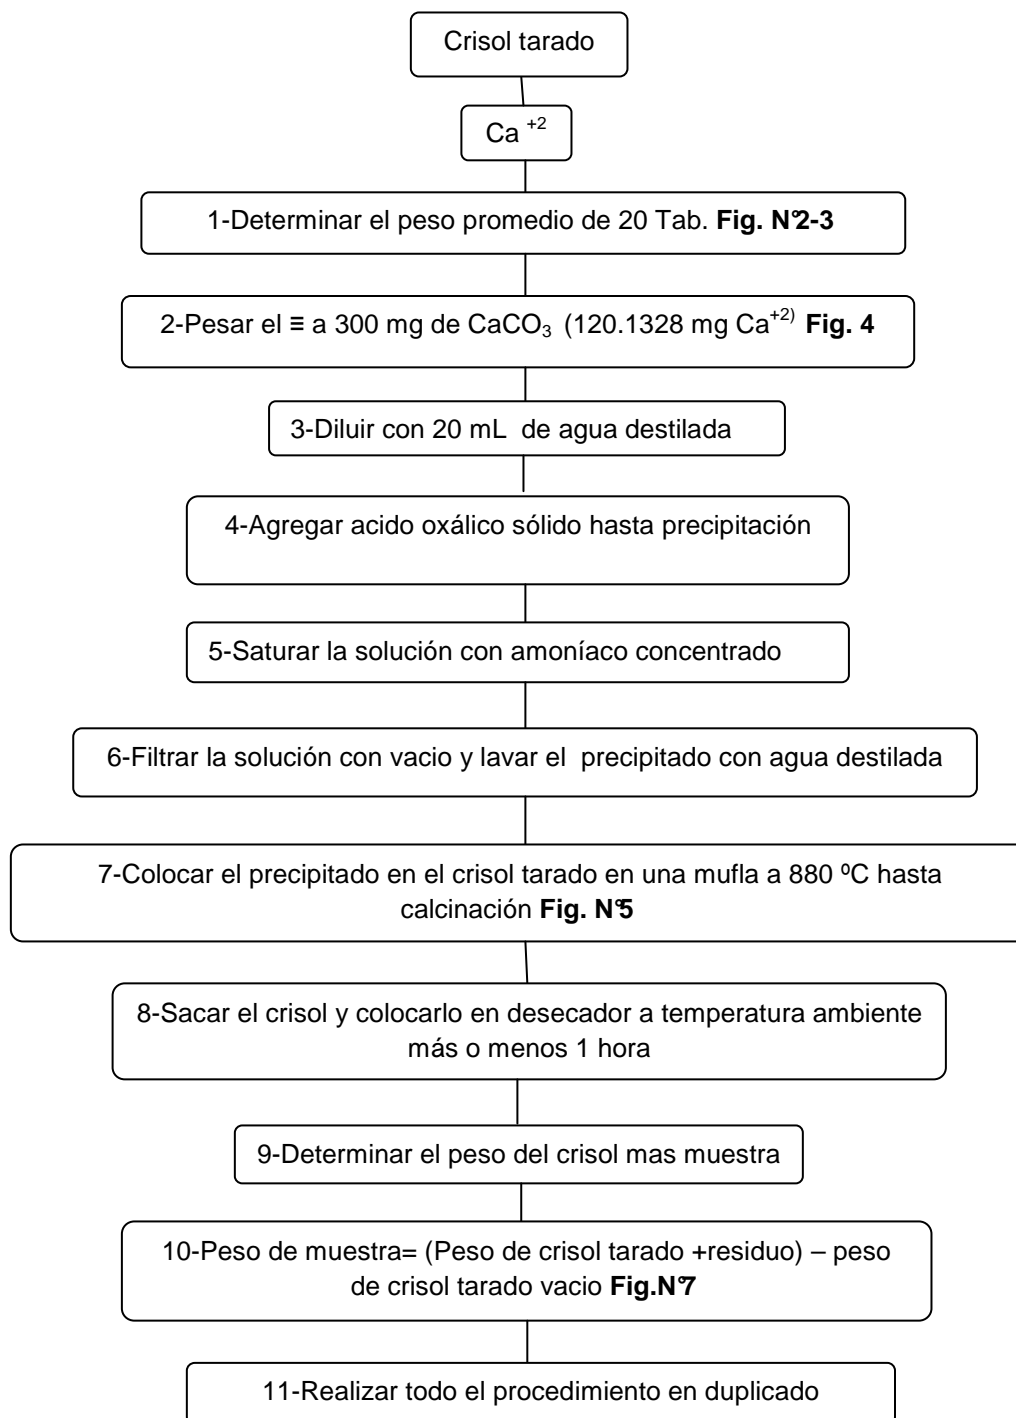 Crisol tarado
Ca +2
1-Determinar el peso promedio de 20 Tab. Fig. N°2-3
2-Pesar el ≡ a 300 mg de CaCO3 (120.1328 mg Ca+2) Fig. 4
3-Diluir con 20 mL de agua destilada
4-Agregar acido oxálico sólido hasta precipitación
5-Saturar la solución con amoníaco concentrado
6-Filtrar la solución con vacio y lavar el precipitado con agua destilada
7-Colocar el precipitado en el crisol tarado en una mufla a 880 ºC hasta
calcinación Fig. N°5
8-Sacar el crisol y colocarlo en desecador a temperatura ambiente
más o menos 1 hora
9-Determinar el peso del crisol mas muestra
10-Peso de muestra= (Peso de crisol tarado +residuo) – peso
de crisol tarado vacio Fig.N°7
11-Realizar todo el procedimiento en duplicado